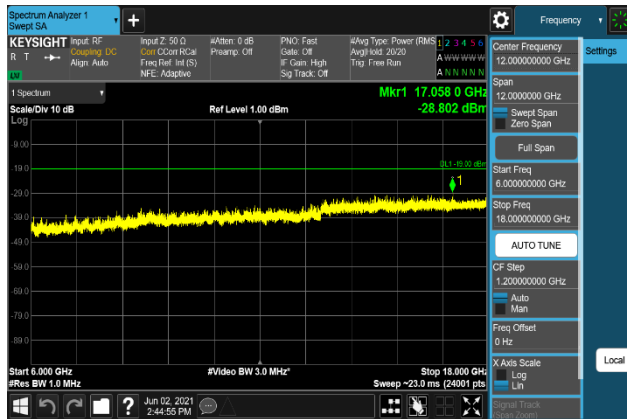 Spectrum Analyzer 1
Swept SA
+
Frequency
KEYSIGHT
R T
LW
Input: RF
Coupling: DC
Align: Auto
Input Z: 50 Ω
Corr CCorr RCal
Freq Ref: Int (S)
NFE: Adaptive
#Atten: 0 dB
Preamp: Off
PNO: Fast
Gate: Off
IF Gain: High
Sig Track: Off
#Avg Type: Power (RMS)
Avg|Hold: 20/20
Trig: Free Run
1 2 3 4 5 6
A W W W W W
A N N N N N
1 Spectrum
Scale/Div 10 dB
Log
Ref Level 1.00 dBm
Mkr1 17.058 0 GHz
-28.802 dBm
-9.00
-19.0
-29.0
-39.0
-49.0
-59.0
-69.0
-79.0
-89.0
DL1 -19.00 dBm
1
Start 6.000 GHz
#Res BW 1.0 MHz
#Video BW 3.0 MHz*
Stop 18.000 GHz
Sweep ~23.0 ms (24001 pts
Jun 02, 2021
2:44:55 PM
?
Center Frequency
12.000000000 GHz
Span
12.0000000 GHz
Swept Span
Zero Span
Full Span
Start Freq
6.000000000 GHz
Stop Freq
18.000000000 GHz
AUTO TUNE
CF Step
1.200000000 GHz
Auto
Man
Freq Offset
0 Hz
X Axis Scale
Log
Lin
Signal Track
(Span Zoom)
Settings
Local